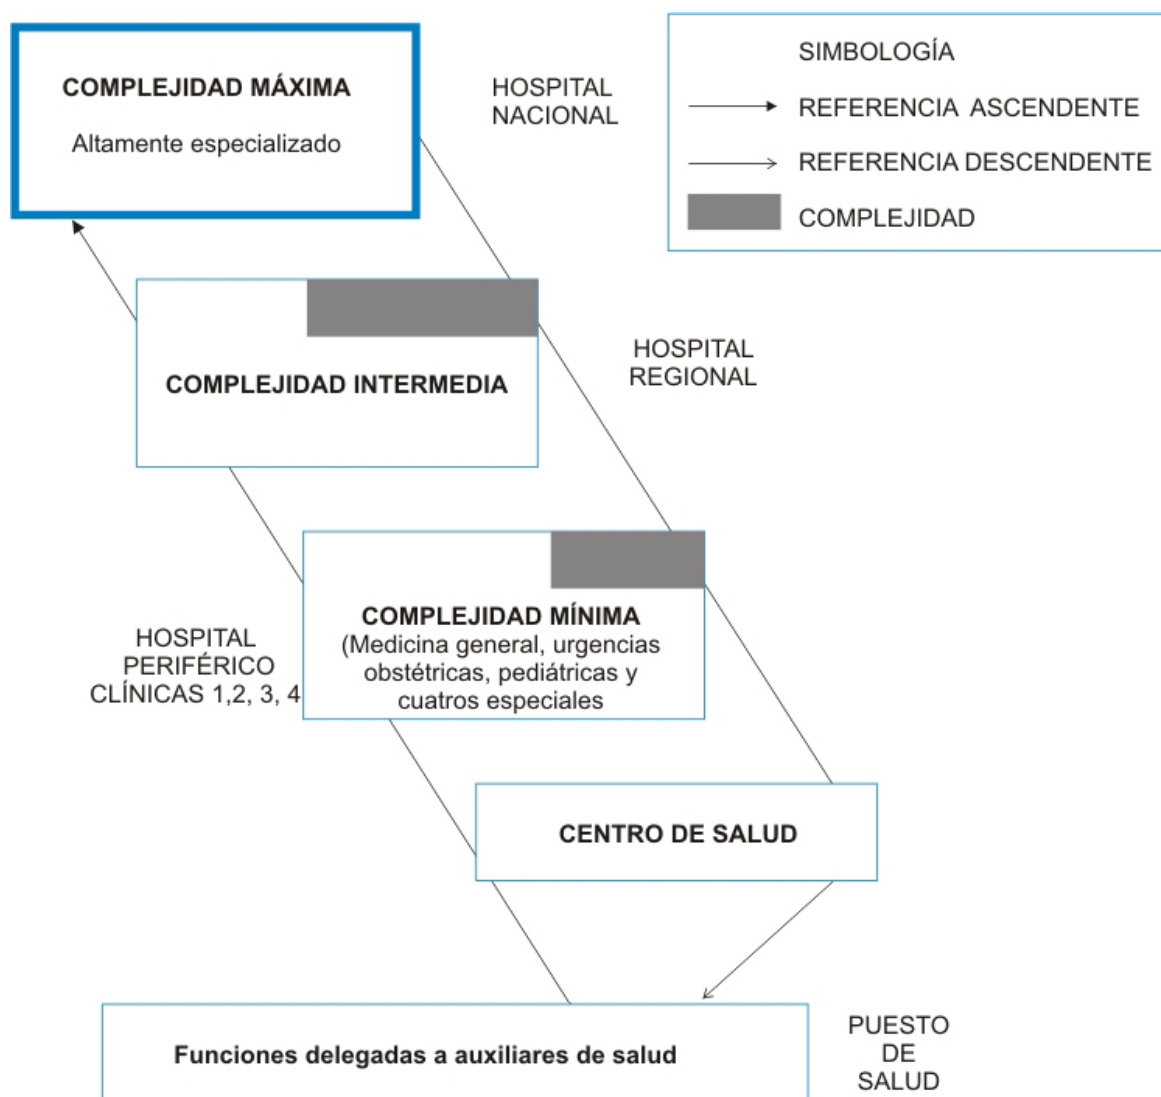 COMPLEJIDAD MÁXIMA
Altamente especializado
HOSPITAL
NACIONAL
SIMBOLOGÍA
REFERENCIA ASCENDENTE
REFERENCIA DESCENDENTE
COMPLEJIDAD
COMPLEJIDAD INTERMEDIA
HOSPITAL
REGIONAL
COMPLEJIDAD MÍNIMA
(Medicina general, urgencias
obstétricas, pediátricas y
cuatros especiales
HOSPITAL
PERIFÉRICO
CLÍNICAS 1,2, 3, 4
CENTRO DE SALUD
Funciones delegadas a auxiliares de salud
PUESTO
DE
SALUD